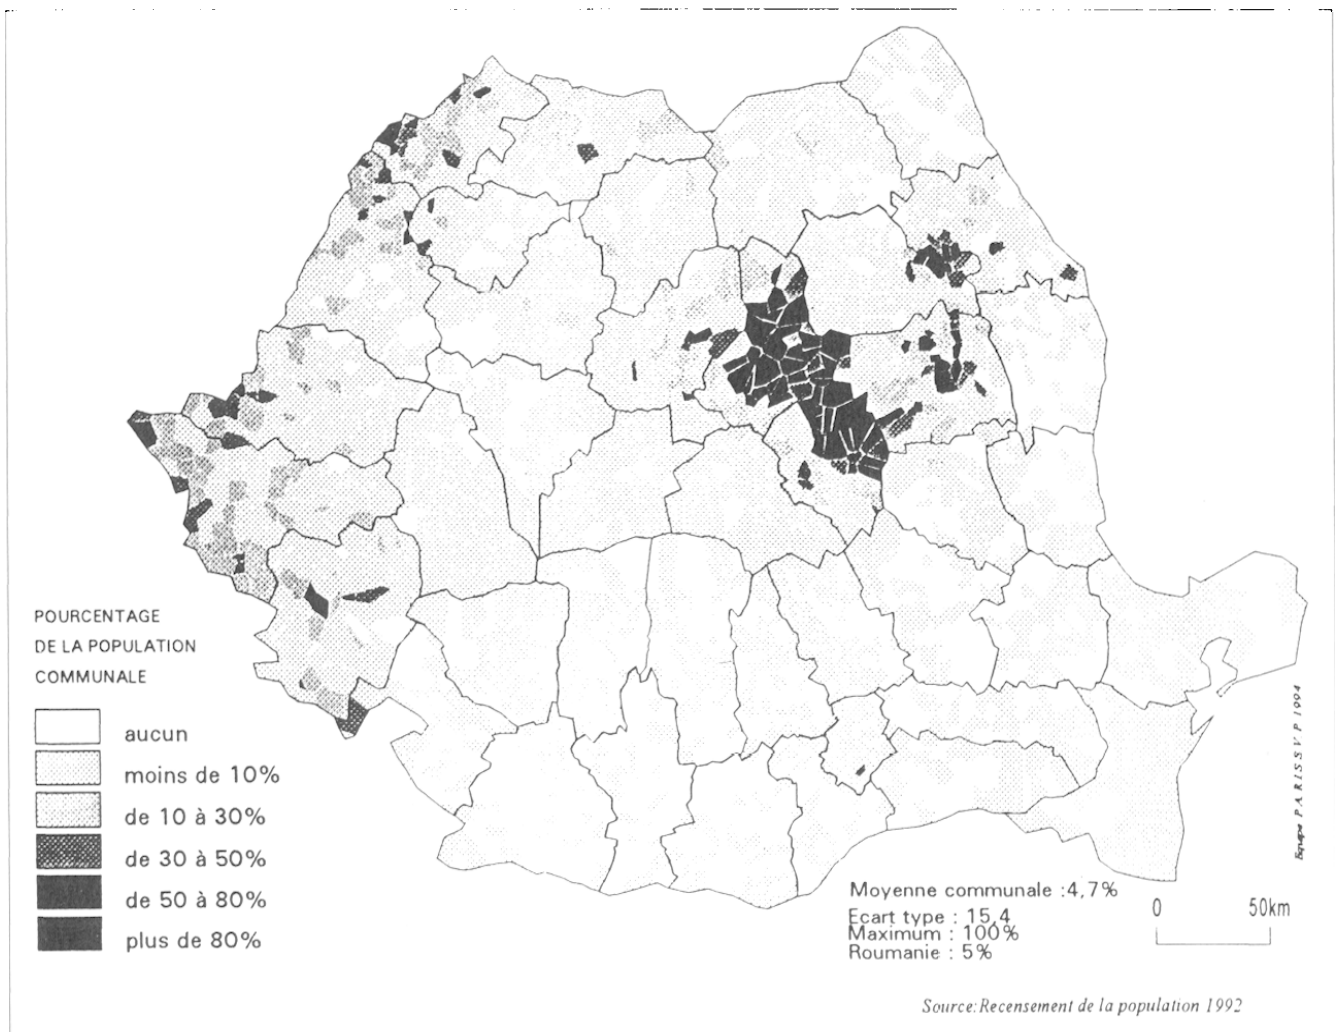 POURCENTAGE
DE LA POPULATION
COMMUNALE
aucun
moins de 10%
de 10 à 30%
de 30 à 50%
de 50 à 80%
plus de 80%
Moyenne communale :4,7%
Ecart type : 15,4
Maximum : 100%
Roumanie : 5%
0 50km
Equipe P.A.R.I.S S V P 1994
Source:Recensement de la population 1992